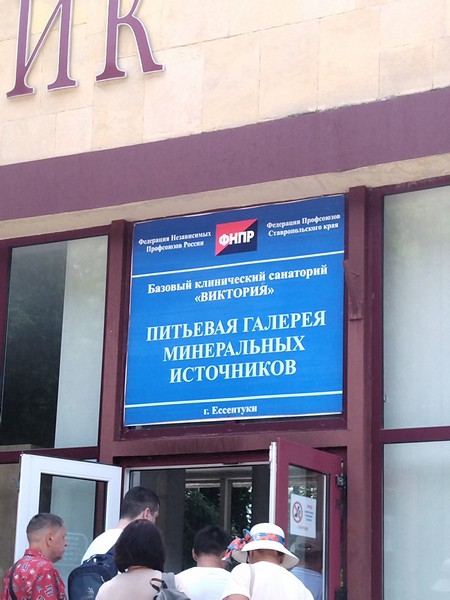 ИК
Федерация Независимых
Профсоюзов России
ФНПР
Федерация Профсоюзов
Ставропольского края
Базовый клинический санаторий
«ВИКТОРИЯ»
ПИТЬЕВАЯ ГАЛЕРЕЯ
МИНЕРАЛЬНЫХ
ИСТОЧНИКОВ
г. Ессентуки